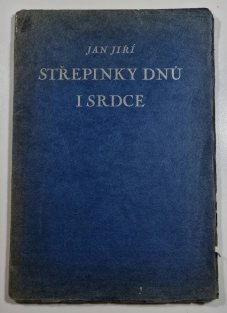 JAN JIŘÍ
STŘEPINKY DNŮ
I SRDCE